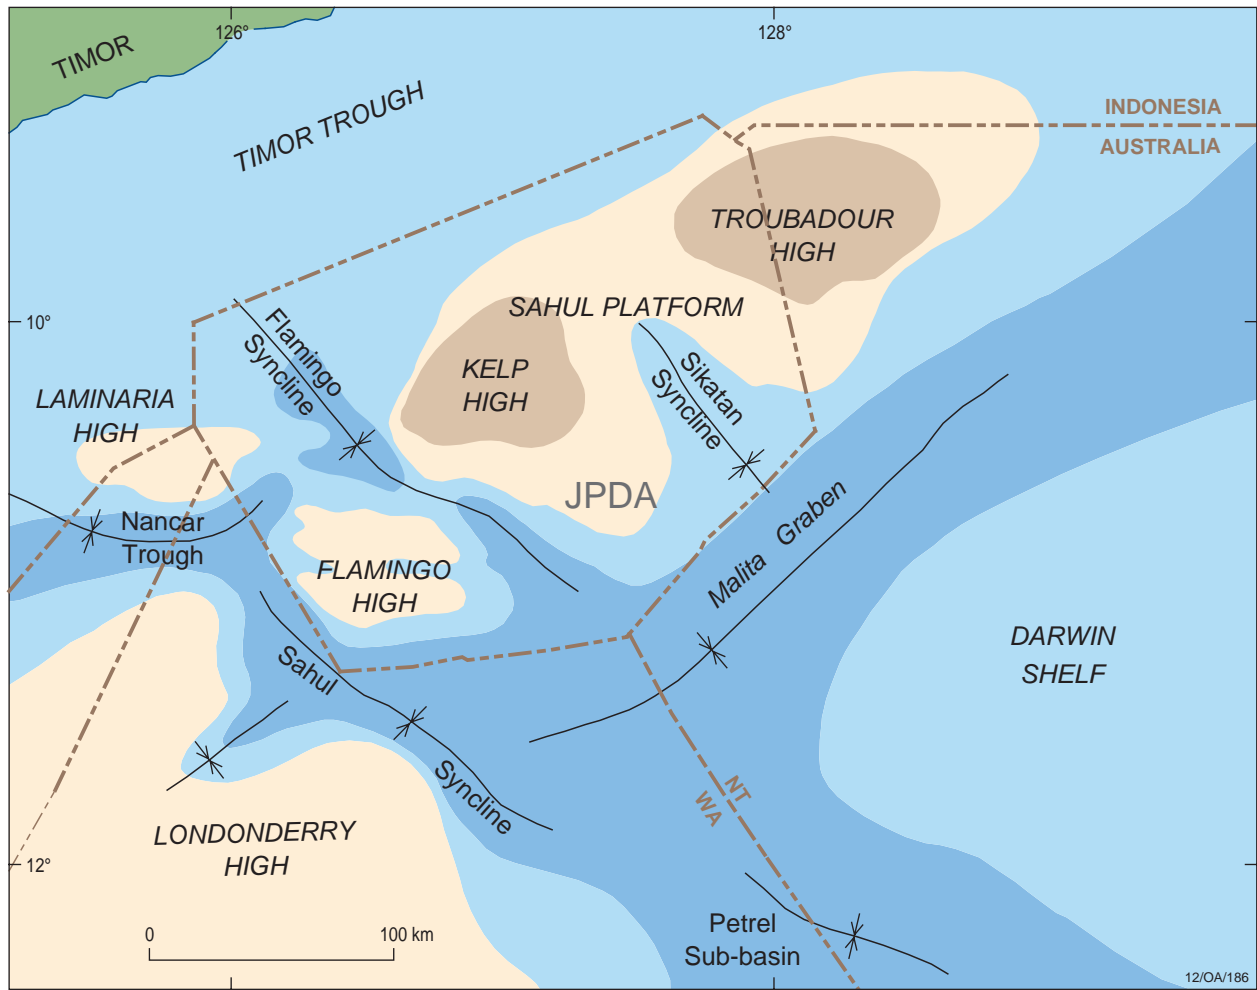 126°
128°
TIMOR
TIMOR TROUGH
INDONESIA
AUSTRALIA
TROUBADOUR
HIGH
SAHUL PLATFORM
10°
Flamingo
Syncline
KELP
HIGH
Sikatan
Syncline
LAMINARIA
HIGH
JPDA
Nancar
Trough
Malita Graben
FLAMINGO
HIGH
DARWIN
SHELF
Sahul
Syncline
NT
WA
LONDONDERRY
HIGH
12°
0
100 km
Petrel
Sub-basin
12/OA/186